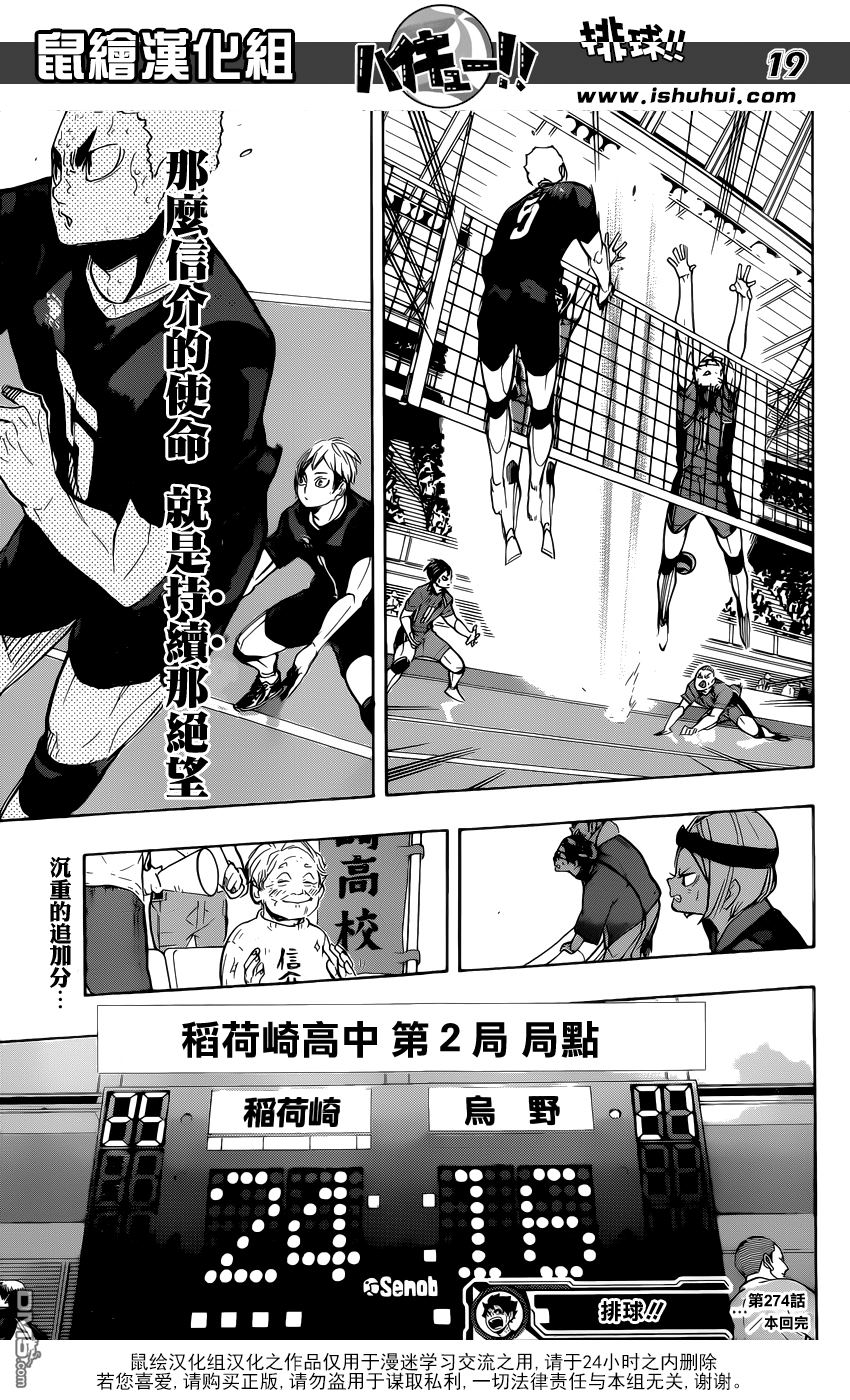 鼠繪漢化組
ハイキュー!!
排球!!
19
www.ishuhui.com
9
那麼信介的使命
就是持續那絕望
高校
信介
沉重的追加分…
稻荷崎高中 第2局 局點
稲荷崎
烏 野
24
16
Senoh
排球!!
…第274話
／本回完
鼠绘汉化组汉化之作品仅用于漫迷学习交流之用, 请于24小时之内删除
若您喜爱, 请购买正版, 请勿盗用于谋取私利, 一切法律责任与本组无关, 谢谢。